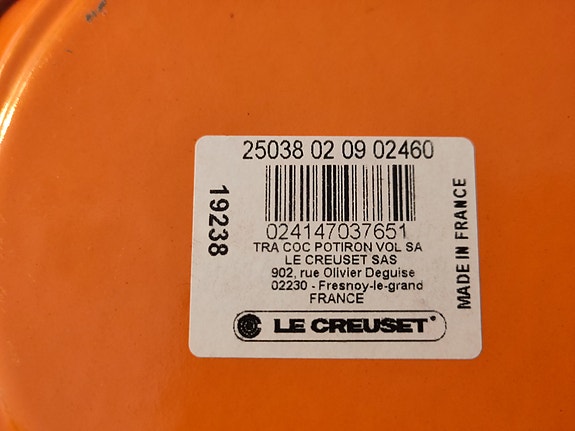 25038 02 09 02460
19238
024147037651
TRA COC POTIRON VOL SA
LE CREUSET SAS
902, rue Olivier Deguise
02230 - Fresnoy-le-grand
FRANCE
LE CREUSET®
MADE IN FRANCE